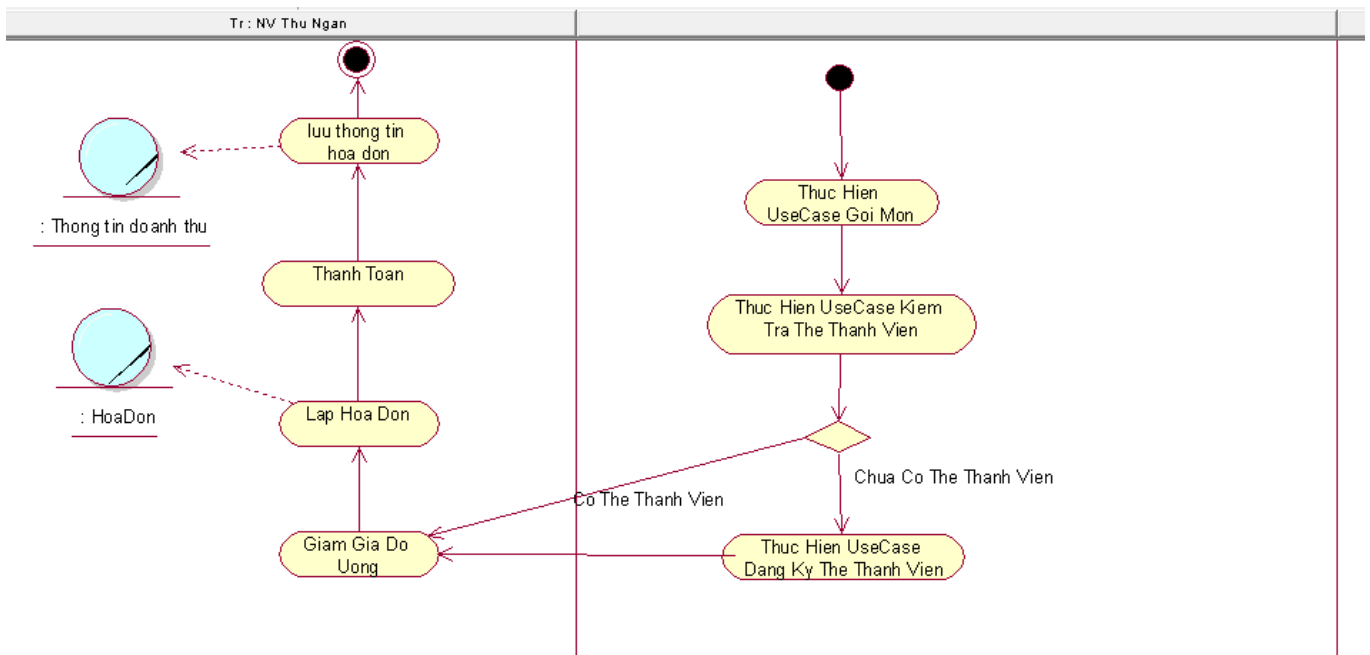 Tr : NV Thu Ngan
luu thong tin
hoa don
: Thong tin doanh thu
Thanh Toan
Lap Hoa Don
: HoaDon
Giam Gia Do
Uong
Thuc Hien
UseCase Goi Mon
Thuc Hien UseCase Kiem
Tra The Thanh Vien
Co The Thanh Vien
Chua Co The Thanh Vien
Thuc Hien UseCase
Dang Ky The Thanh Vien